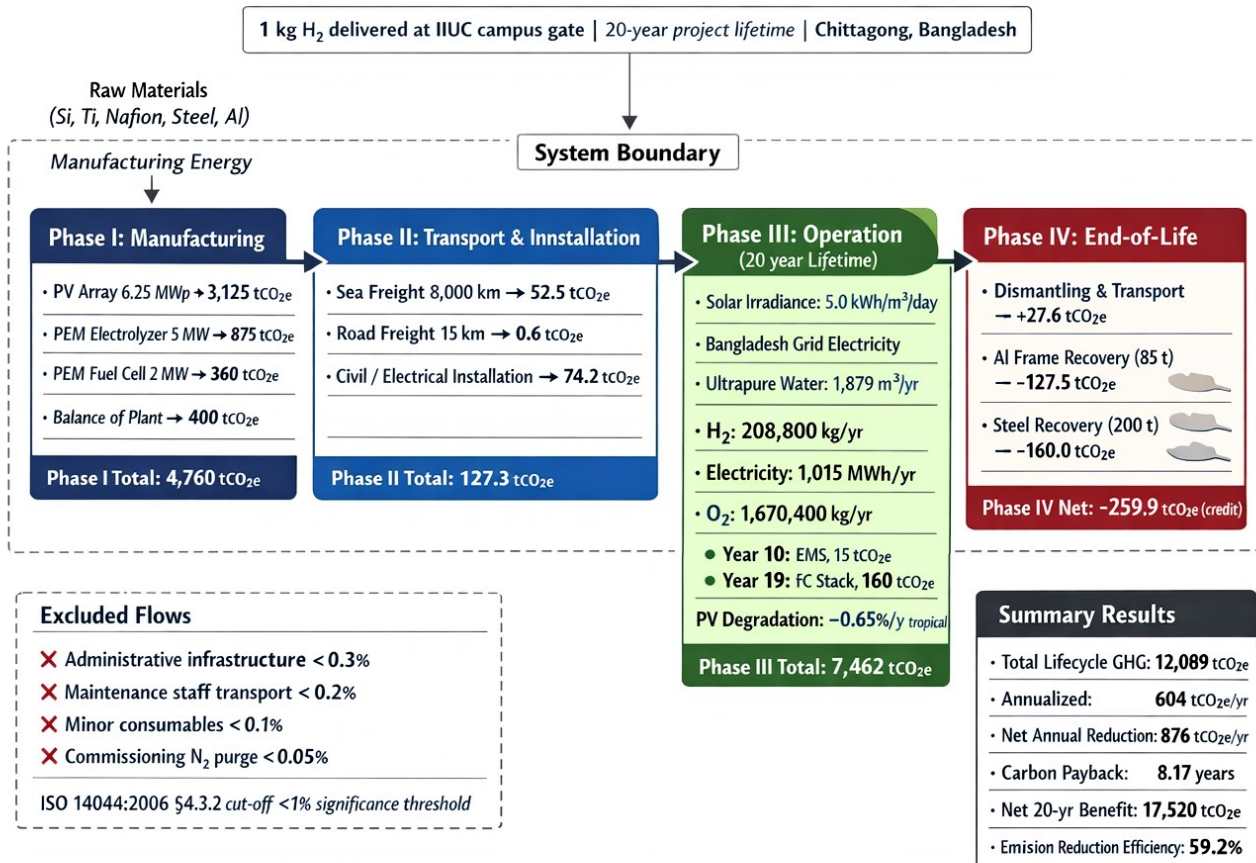 1 kg H₂ delivered at IIUC campus gate | 20-year project lifetime | Chittagong, Bangladesh
Raw Materials
(Si, Ti, Nafion, Steel, Al)
Manufacturing Energy
System Boundary
Phase I: Manufacturing
• PV Array 6.25 MWp → 3,125 tCO₂e
• PEM Electrolyzer 5 MW → 875 tCO₂e
• PEM Fuel Cell 2 MW → 360 tCO₂e
• Balance of Plant → 400 tCO₂e
Phase I Total: 4,760 tCO₂e
Phase II: Transport & Innstallation
• Sea Freight 8,000 km → 52.5 tCO₂e
• Road Freight 15 km → 0.6 tCO₂e
• Civil / Electrical Installation → 74.2 tCO₂e
Phase II Total: 127.3 tCO₂e
Phase III: Operation
(20 year Lifetime)
• Solar Irradiance: 5.0 kWh/m³/day
• Bangladesh Grid Electricity
• Ultrapure Water: 1,879 m³/yr
• H₂: 208,800 kg/yr
• Electricity: 1,015 MWh/yr
• O₂: 1,670,400 kg/yr
● Year 10: EMS, 15 tCO₂e
● Year 19: fC Stack, 160 tCO₂e
PV Degradation: −0.65%/y tropical
Phase III Total: 7,462 tCO₂e
Phase IV: End-of-Life
• Dismantling & Transport
→ +27.6 tCO₂e
• Al Frame Recovery (85 t)
→ −127.5 tCO₂e
• Steel Recovery (200 t)
→ −160.0 tCO₂e
Phase IV Net: −259.9 tCO₂e (credit)
Excluded Flows
✗ Administrative infrastructure < 0.3%
✗ Maintenance staff transport < 0.2%
✗ Minor consumables < 0.1%
✗ Commissioning N₂ purge < 0.05%
ISO 14044:2006 §4.3.2 cut-off <1% significance threshold
Summary Results
• Total Lifecycle GHG: 12,089 tCO₂e
• Annualized: 604 tCO₂e/yr
• Net Annual Reduction: 876 tCO₂e/yr
• Carbon Payback: 8.17 years
• Net 20-yr Benefit: 17,520 tCO₂e
• Emision Reduction Efficiency: 59.2%